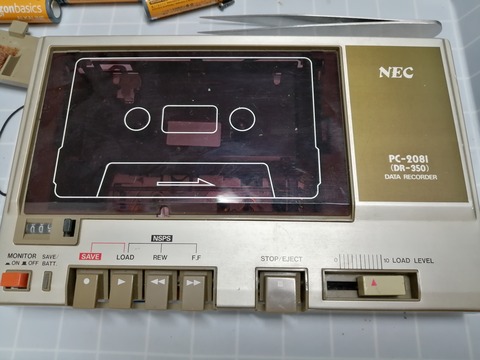 gonbasics
NEC
PC-2081
(DR-350)
DATA RECORDER
NSPS
SAVE LOAD REW F.F
STOP/EJECT
0 10 LOAD LEVEL
MONITOR
ON OFF
SAVE/
BATT.